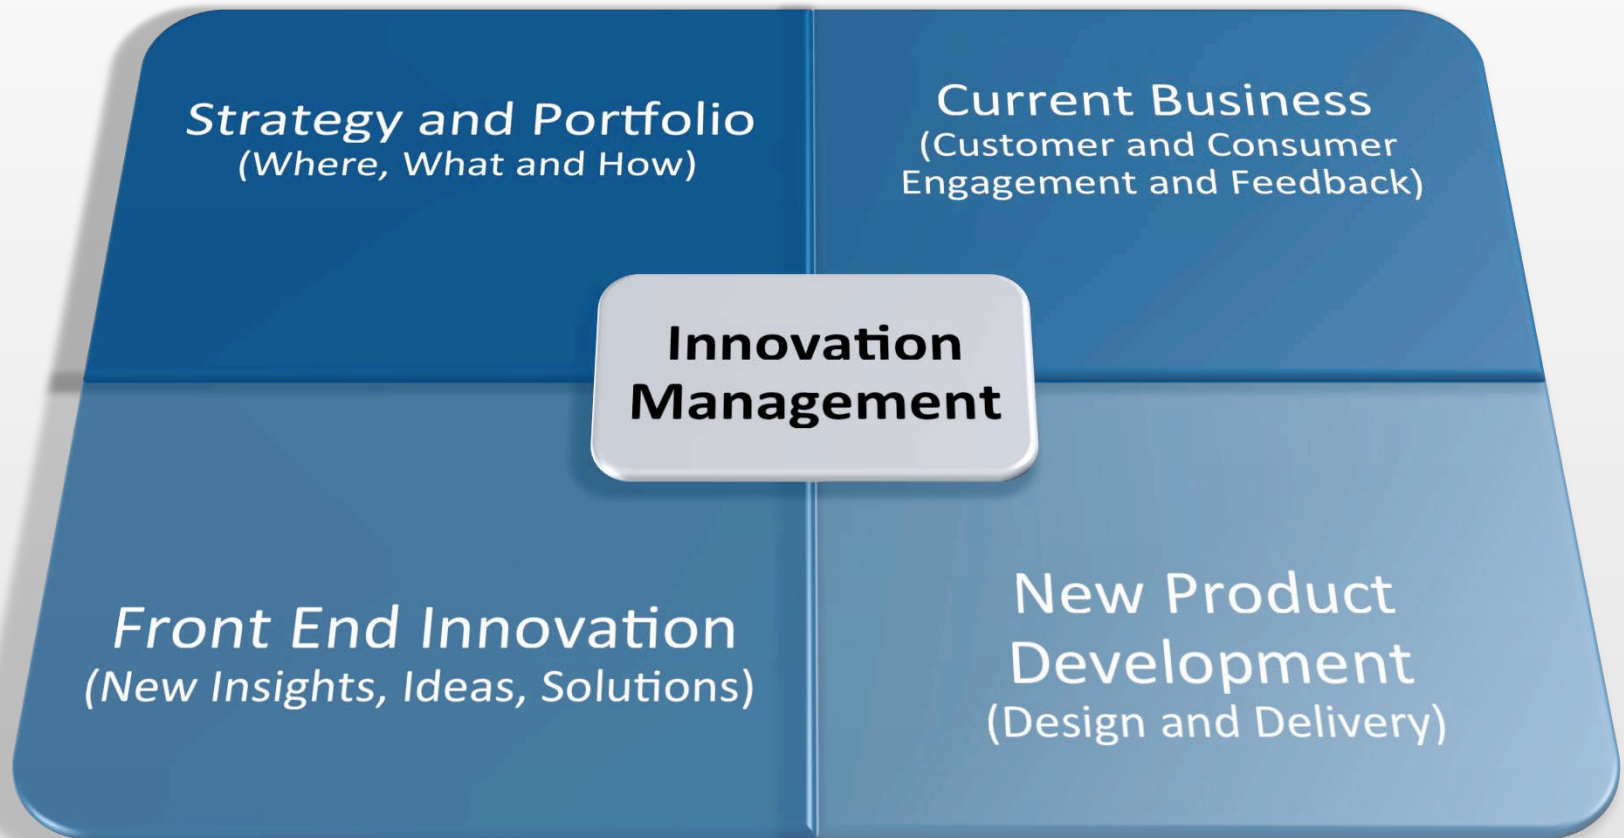 Strategy and Portfolio
(Where, What and How)
Current Business
(Customer and Consumer
Engagement and Feedback)
Innovation
Management
Front End Innovation
(New Insights, Ideas, Solutions)
New Product
Development
(Design and Delivery)